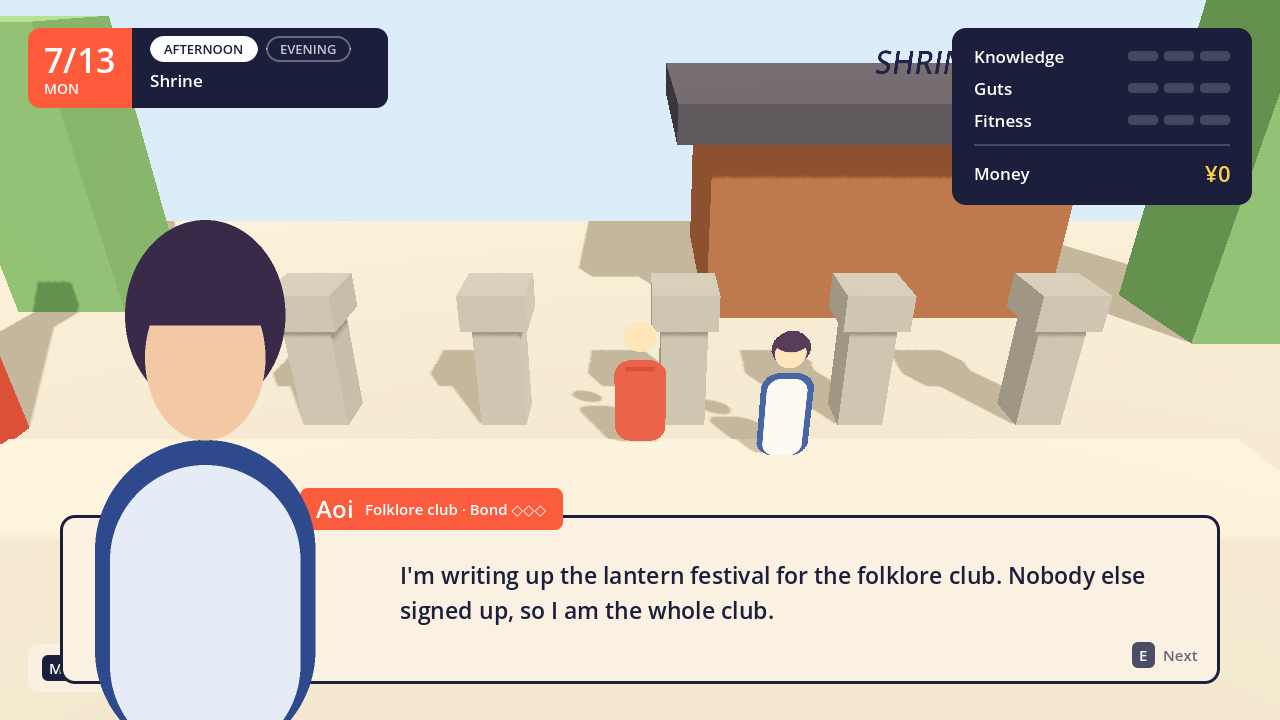 7/13
MON
AFTERNOON
EVENING
Shrine
Knowledge
Guts
Fitness
Money
¥0
Aoi
Folklore club · Bond ◇◇◇
I'm writing up the lantern festival for the folklore club. Nobody else
signed up, so I am the whole club.
E
Next